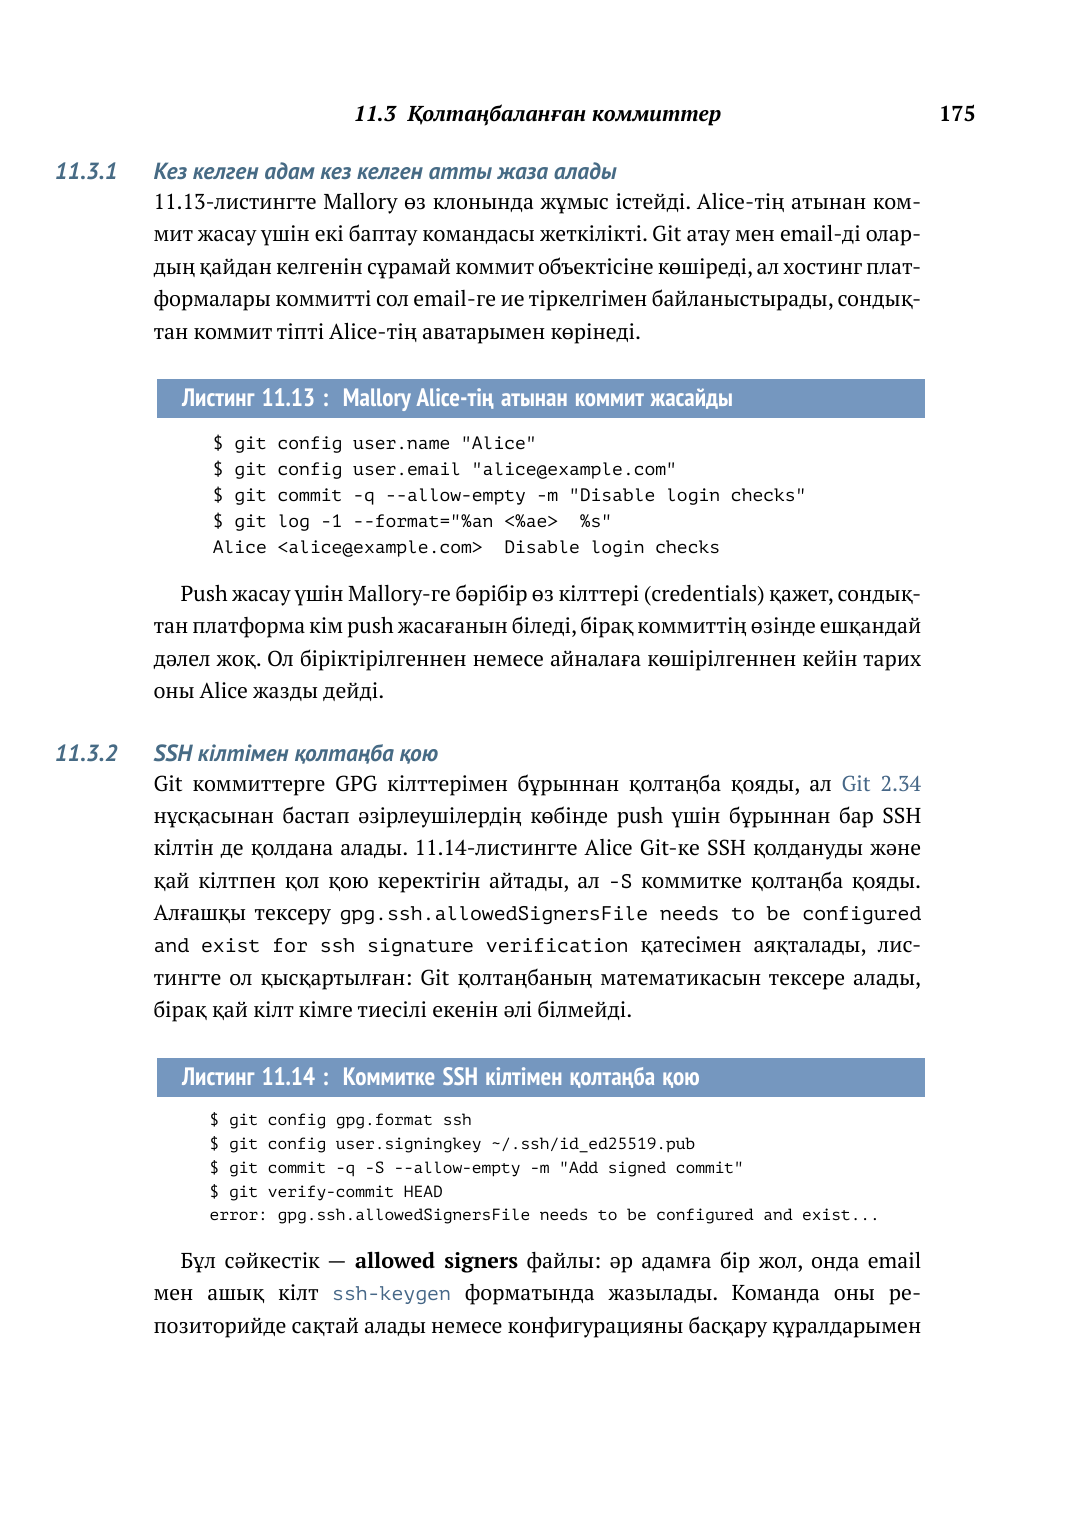 11.3 Қолтаңбаланған коммиттер 175
11.3.1 Кез келген адам кез келген атты жаза алады
11.13-листингте Mallory өз клонында жұмыс істейді. Alice-тің атынан ком-
мит жасау үшін екі баптау командасы жеткілікті. Git атау мен email-ді олар-
дың қайдан келгенін сұрамай коммит объектісіне көшіреді, ал хостинг плат-
формалары коммитті сол email-ге ие тіркелгімен байланыстырады, сондық-
тан коммит тіпті Alice-тің аватарымен көрінеді.
Листинг 11.13 : Mallory Alice-тің атынан коммит жасайды
$ git config user.name "Alice"
$ git config user.email "alice@example.com"
$ git commit -q --allow-empty -m "Disable login checks"
$ git log -1 --format="%an <%ae>  %s"
Alice <alice@example.com>  Disable login checks
Push жасау үшін Mallory-ге бәрібір өз кілттері (credentials) қажет, сондық-
тан платформа кім push жасағанын біледі, бірақ коммиттің өзінде ешқандай
дәлел жоқ. Ол біріктірілгеннен немесе айналаға көшірілгеннен кейін тарих
оны Alice жазды дейді.
11.3.2 SSH кілтімен қолтаңба қою
Git коммиттерге GPG кілттерімен бұрыннан қолтаңба қояды, ал Git 2.34
нұсқасынан бастап әзірлеушілердің көбінде push үшін бұрыннан бар SSH
кілтін де қолдана алады. 11.14-листингте Alice Git-ке SSH қолдануды және
қай кілтпен қол қою керектігін айтады, ал -S коммитке қолтаңба қояды.
Алғашқы тексеру gpg.ssh.allowedSignersFile needs to be configured
and exist for ssh signature verification қатесімен аяқталады, лис-
тингте ол қысқартылған: Git қолтаңбаның математикасын тексере алады,
бірақ қай кілт кімге тиесілі екенін әлі білмейді.
Листинг 11.14 : Коммитке SSH кілтімен қолтаңба қою
$ git config gpg.format ssh
$ git config user.signingkey ~/.ssh/id_ed25519.pub
$ git commit -q -S --allow-empty -m "Add signed commit"
$ git verify-commit HEAD
error: gpg.ssh.allowedSignersFile needs to be configured and exist...
Бұл сәйкестік — allowed signers файлы: әр адамға бір жол, онда email
мен ашық кілт ssh-keygen форматында жазылады. Команда оны ре-
позиторийде сақтай алады немесе конфигурацияны басқару құралдарымен